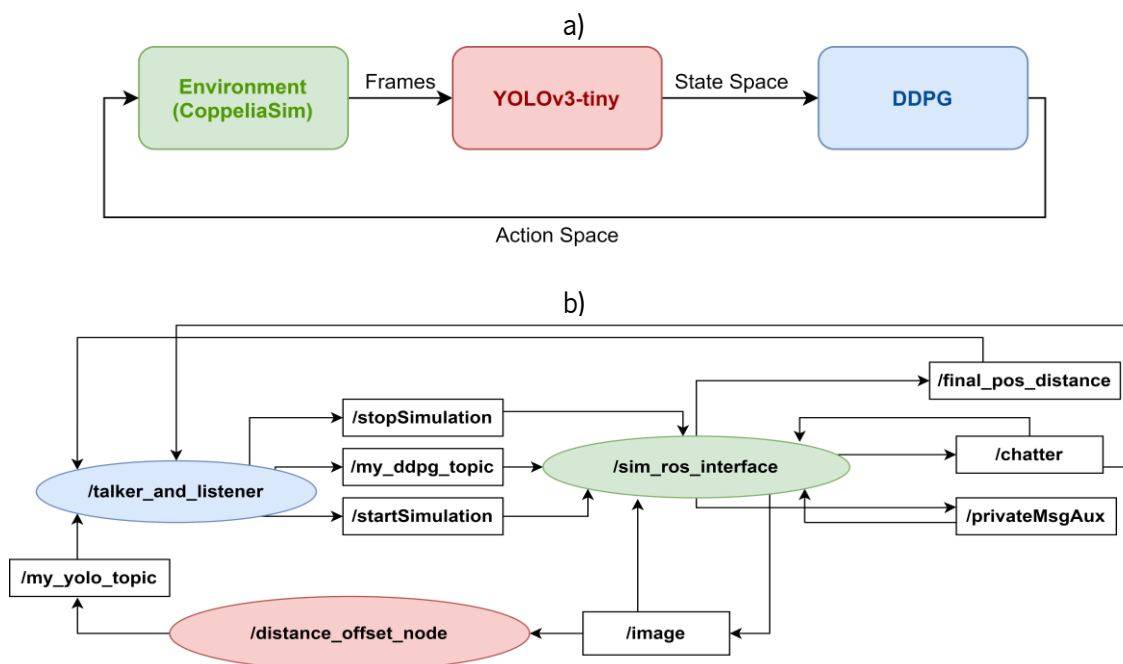 a)
Environment
(CoppeliaSim)
Frames
YOLOv3-tiny
State Space
DDPG
Action Space
b)
/final_pos_distance
/stopSimulation
/chatter
/my_ddpg_topic
/sim_ros_interface
/talker_and_listener
/startSimulation
/privateMsgAux
/my_yolo_topic
/distance_offset_node
/image